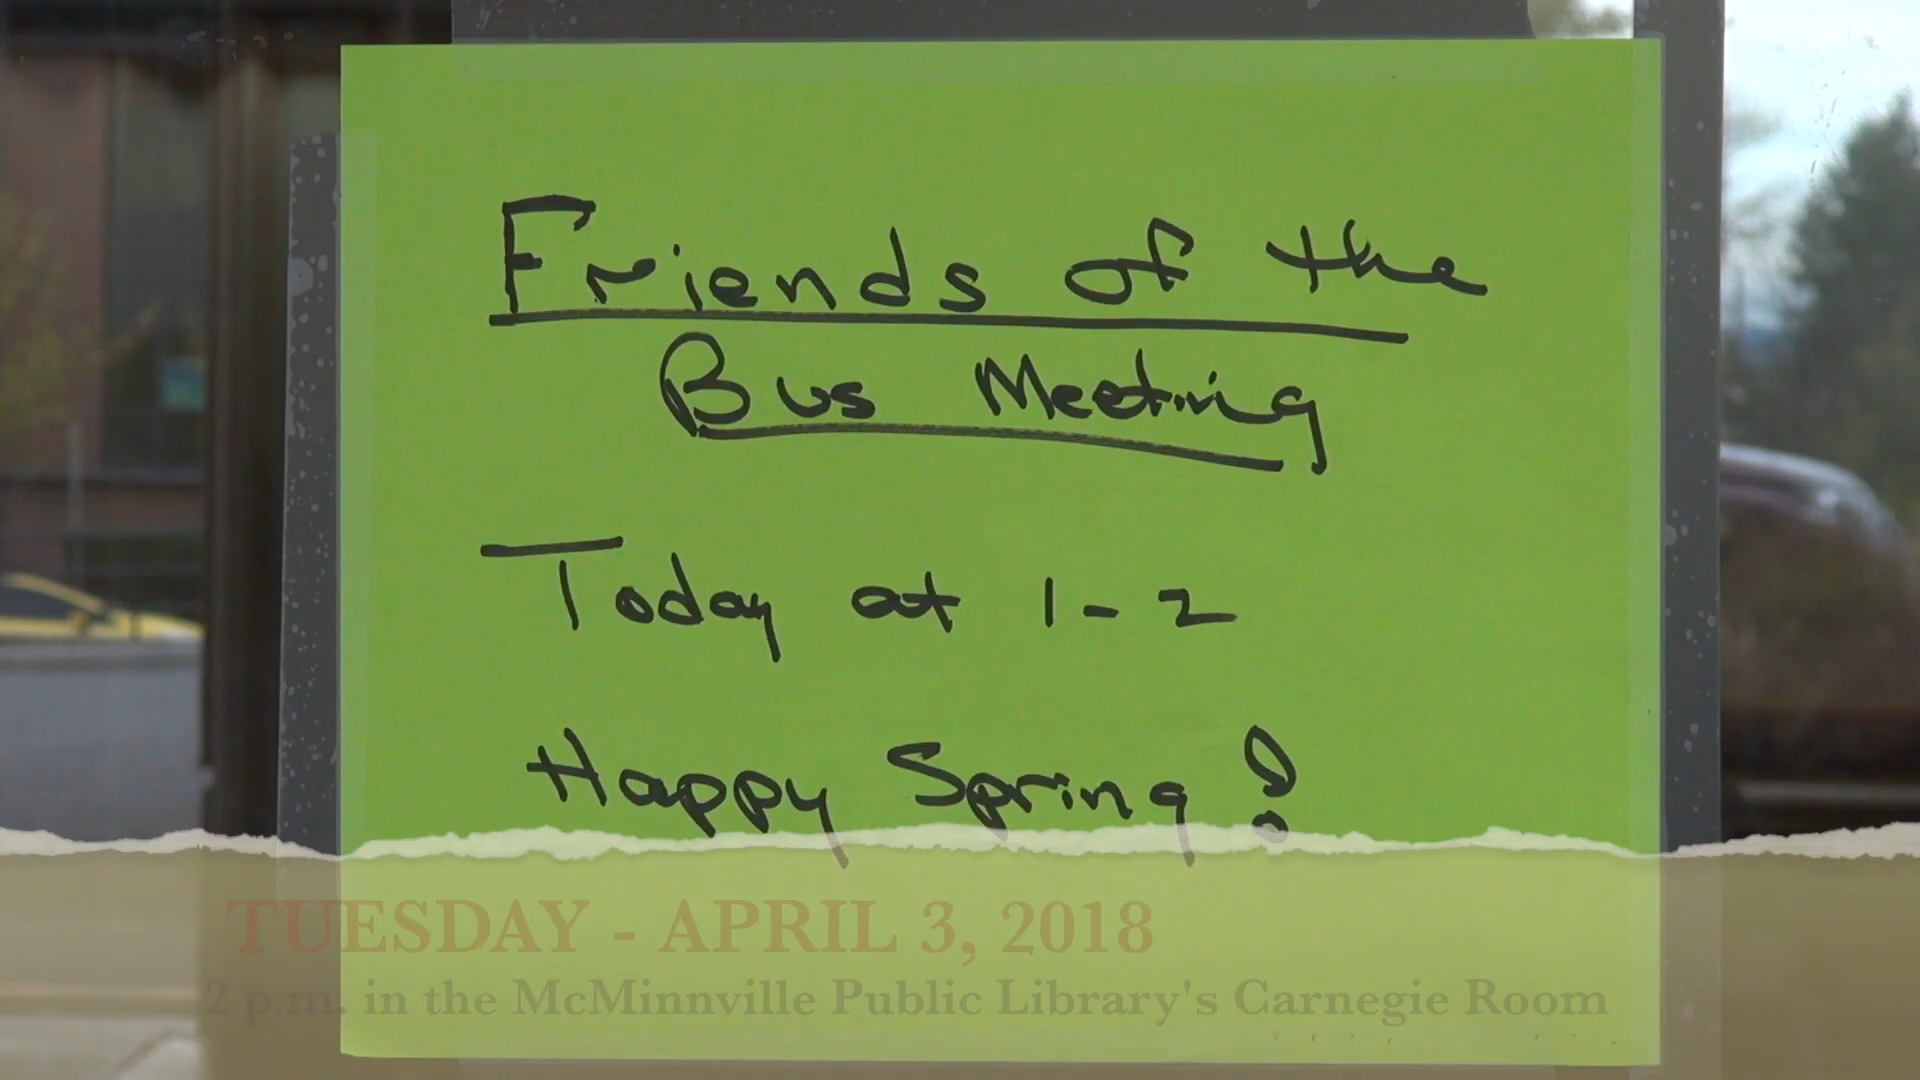 Friends of the
Bus Meeting
Today at 1-2
Happy Spring!
TUESDAY - APRIL 3, 2018
2 p.m. in the McMinnville Public Library's Carnegie Room